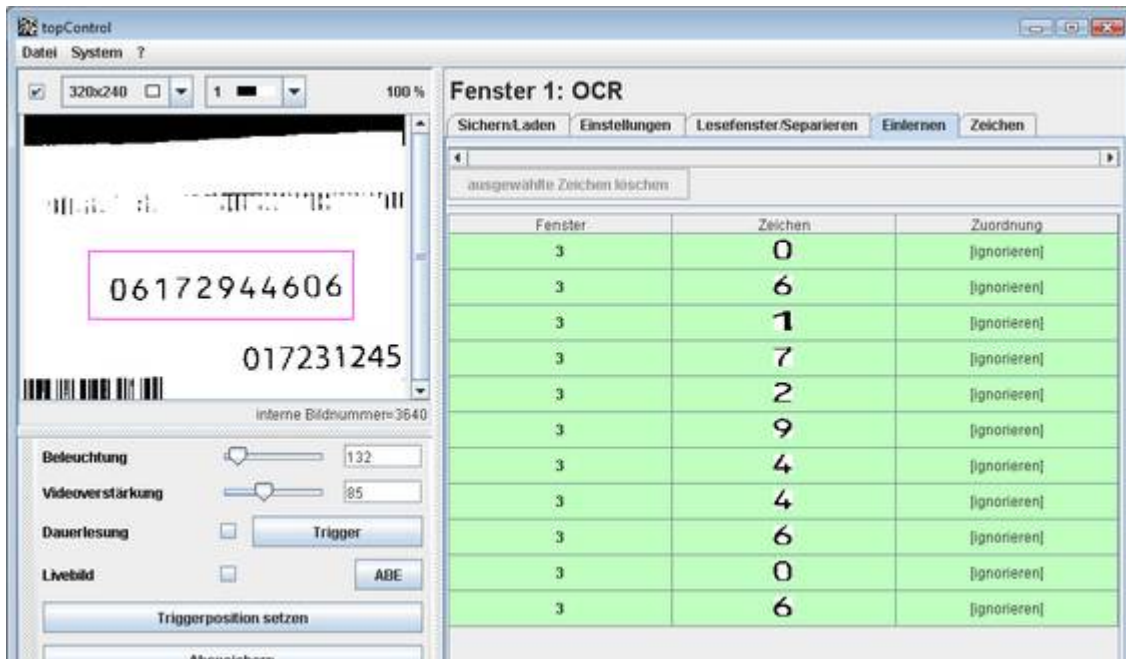 topControl
Datei System ?
320x240 1 100 %
06172944606
017231245
interne Bildnummer=3640
Beleuchtung 132
Videoverstärkung 85
Dauerlesung Trigger
Livebild ABE
Triggerposition setzen
Abspeichern
Fenster 1: OCR
Sichern/Laden Einstellungen Lesefenster/Separieren Einlernen Zeichen
ausgewählte Zeichen löschen
Fenster Zeichen Zuordnung
3 0 [ignorieren]
3 6 [ignorieren]
3 1 [ignorieren]
3 7 [ignorieren]
3 2 [ignorieren]
3 9 [ignorieren]
3 4 [ignorieren]
3 4 [ignorieren]
3 6 [ignorieren]
3 0 [ignorieren]
3 6 [ignorieren]